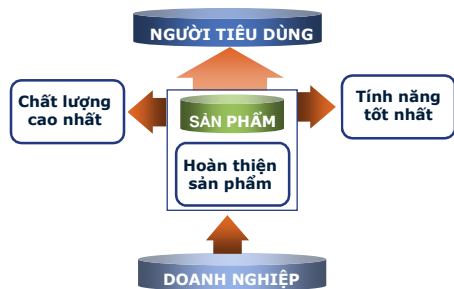 NGƯỜI TIÊU DÙNG
Chất lượng
cao nhất
Tính năng
tốt nhất
SẢN PHẨM
Hoàn thiện
sản phẩm
DOANH NGHIỆP